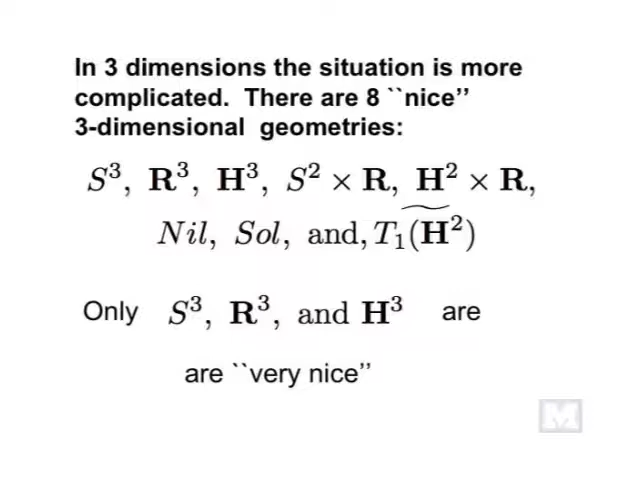 In 3 dimensions the situation is more
complicated. There are 8 ``nice’’
3-dimensional geometries:
S³, R³, H³, S² × R, H² × R,
Nil, Sol, and, T̃₁(H²)
Only S³, R³, and H³ are
are ``very nice’’
M